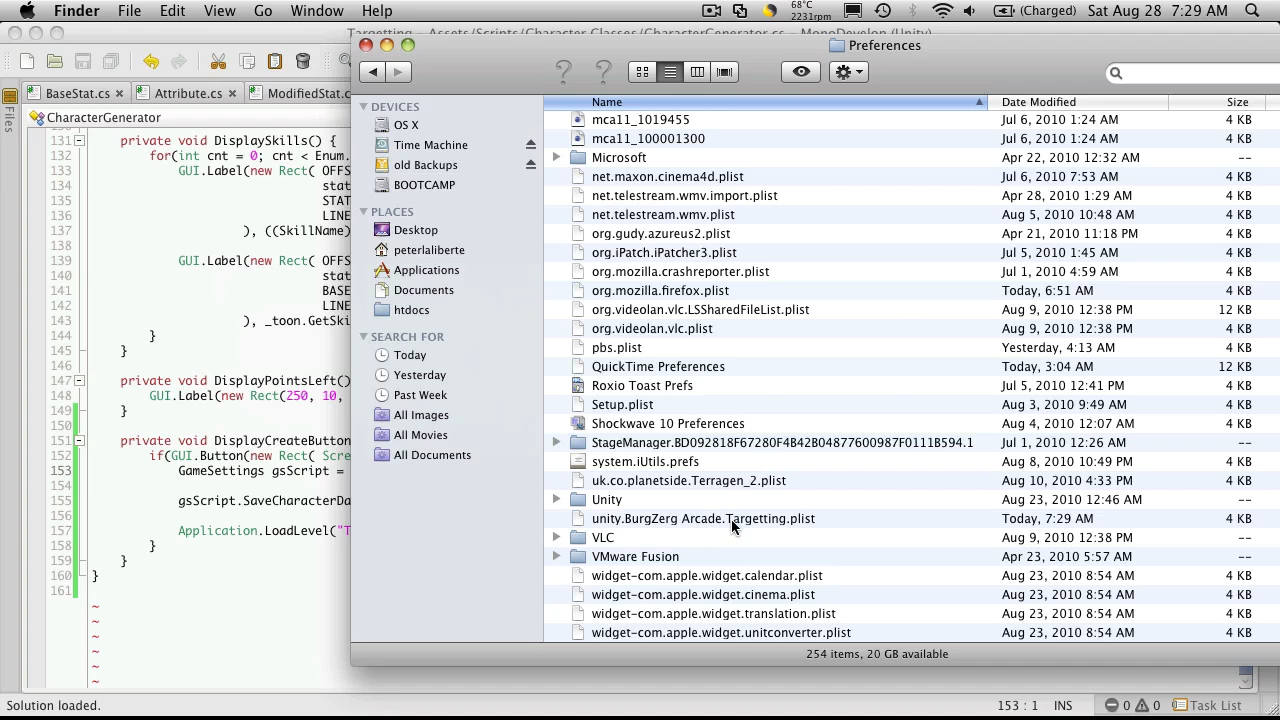 Finder File Edit View Go Window Help 68°C 2231rpm (Charged) Sat Aug 28 7:29 AM
Targetting – Assets/Scripts/Character Classes/CharacterGenerator.cs – MonoDevelop (Unity)
BaseStat.cs Attribute.cs ModifiedStat.c
Files
CharacterGenerator
131 private void DisplaySkills() {
132 for(int cnt = 0; cnt < Enum.
133 GUI.Label(new Rect( OFFS
134 stat
135 STAT
136 LINE
137 ), ((SkillName)
138
139 GUI.Label(new Rect( OFFS
140 stat
141 BASE
142 LINE
143 ), _toon.GetSki
144 }
145 }
146
147 private void DisplayPointsLeft()
148 GUI.Label(new Rect(250, 10,
149 }
150
151 private void DisplayCreateButton
152 if(GUI.Button(new Rect( Scre
153 GameSettings gsScript =
155 gsScript.SaveCharacterDa
156
157 Application.LoadLevel("T
158 }
159 }
160 }
161
~
~
~
~
~
~
Solution loaded.
153 : 1 INS 0 0 Task List
Preferences
DEVICES
OS X
Time Machine
old Backups
BOOTCAMP
PLACES
Desktop
peterlaliberte
Applications
Documents
htdocs
SEARCH FOR
Today
Yesterday
Past Week
All Images
All Movies
All Documents
Name Date Modified Size
mca11_1019455 Jul 6, 2010 1:24 AM 4 KB
mca11_100001300 Jul 6, 2010 1:24 AM 4 KB
Microsoft Apr 22, 2010 12:32 AM --
net.maxon.cinema4d.plist Jul 6, 2010 7:53 AM 4 KB
net.telestream.wmv.import.plist Apr 28, 2010 1:29 AM 4 KB
net.telestream.wmv.plist Aug 5, 2010 10:48 AM 4 KB
org.gudy.azureus2.plist Apr 21, 2010 11:18 PM 4 KB
org.iPatch.iPatcher3.plist Jul 5, 2010 1:45 AM 4 KB
org.mozilla.crashreporter.plist Jul 1, 2010 4:59 AM 4 KB
org.mozilla.firefox.plist Today, 6:51 AM 4 KB
org.videolan.vlc.LSSharedFileList.plist Aug 9, 2010 12:38 PM 12 KB
org.videolan.vlc.plist Aug 9, 2010 12:38 PM 4 KB
pbs.plist Yesterday, 4:13 AM 4 KB
QuickTime Preferences Today, 3:04 AM 12 KB
Roxio Toast Prefs Jul 5, 2010 12:41 PM 4 KB
Setup.plist Aug 3, 2010 9:49 AM 4 KB
Shockwave 10 Preferences Aug 4, 2010 12:07 AM 4 KB
StageManager.BD092818F67280F4B42B04877600987F0111B594.1 Jul 1, 2010 12:26 AM --
system.iUtils.prefs Aug 8, 2010 10:49 PM 4 KB
uk.co.planetside.Terragen_2.plist Aug 10, 2010 4:33 PM 4 KB
Unity Aug 23, 2010 12:46 AM --
unity.BurgZerg Arcade.Targetting.plist Today, 7:29 AM 4 KB
VLC Aug 9, 2010 12:38 PM --
VMware Fusion Apr 23, 2010 5:57 AM --
widget-com.apple.widget.calendar.plist Aug 23, 2010 8:54 AM 4 KB
widget-com.apple.widget.cinema.plist Aug 23, 2010 8:54 AM 4 KB
widget-com.apple.widget.translation.plist Aug 23, 2010 8:54 AM 4 KB
widget-com.apple.widget.unitconverter.plist Aug 23, 2010 8:54 AM 4 KB
254 items, 20 GB available